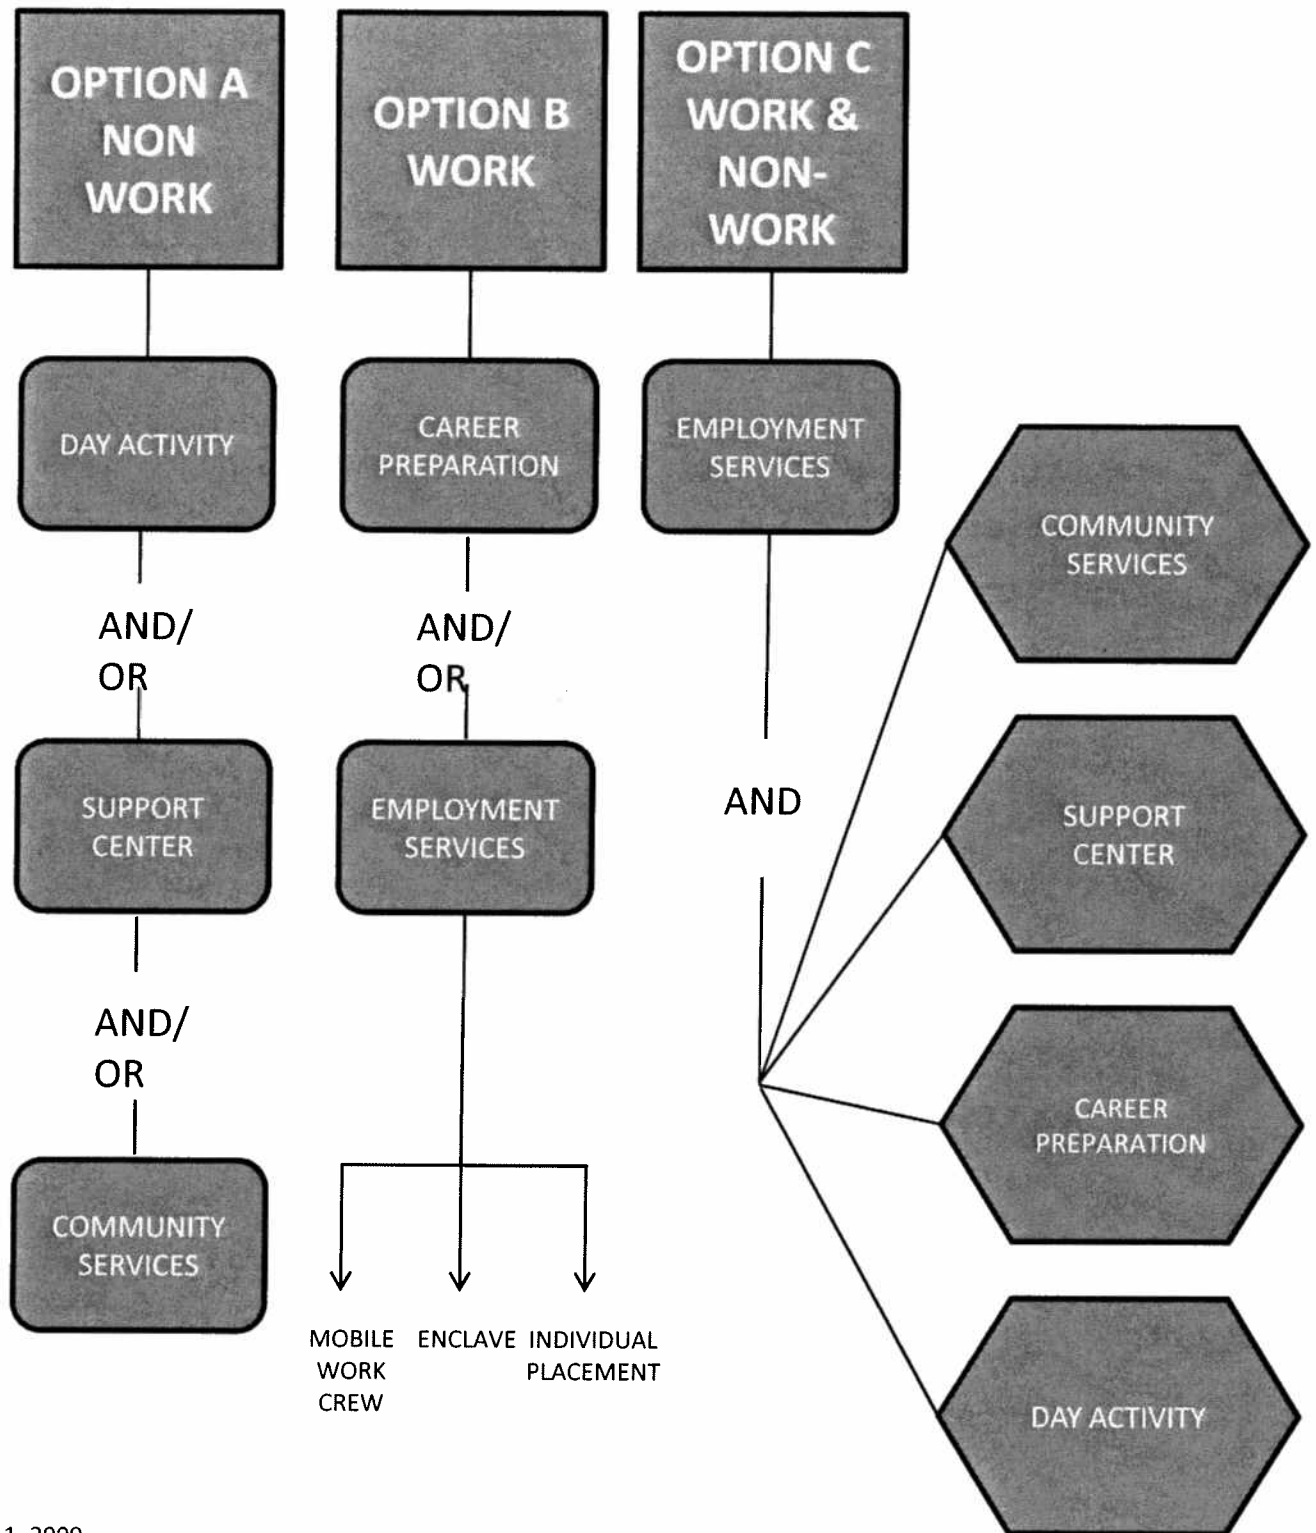 OPTION A
NON
WORK
OPTION B
WORK
OPTION C
WORK &
NON-
WORK
DAY ACTIVITY
CAREER
PREPARATION
EMPLOYMENT
SERVICES
COMMUNITY
SERVICES
AND/
OR
AND/
OR
SUPPORT
CENTER
EMPLOYMENT
SERVICES
AND
SUPPORT
CENTER
AND/
OR
CAREER
PREPARATION
COMMUNITY
SERVICES
MOBILE
WORK
CREW
ENCLAVE
INDIVIDUAL
PLACEMENT
DAY ACTIVITY
1, 2009